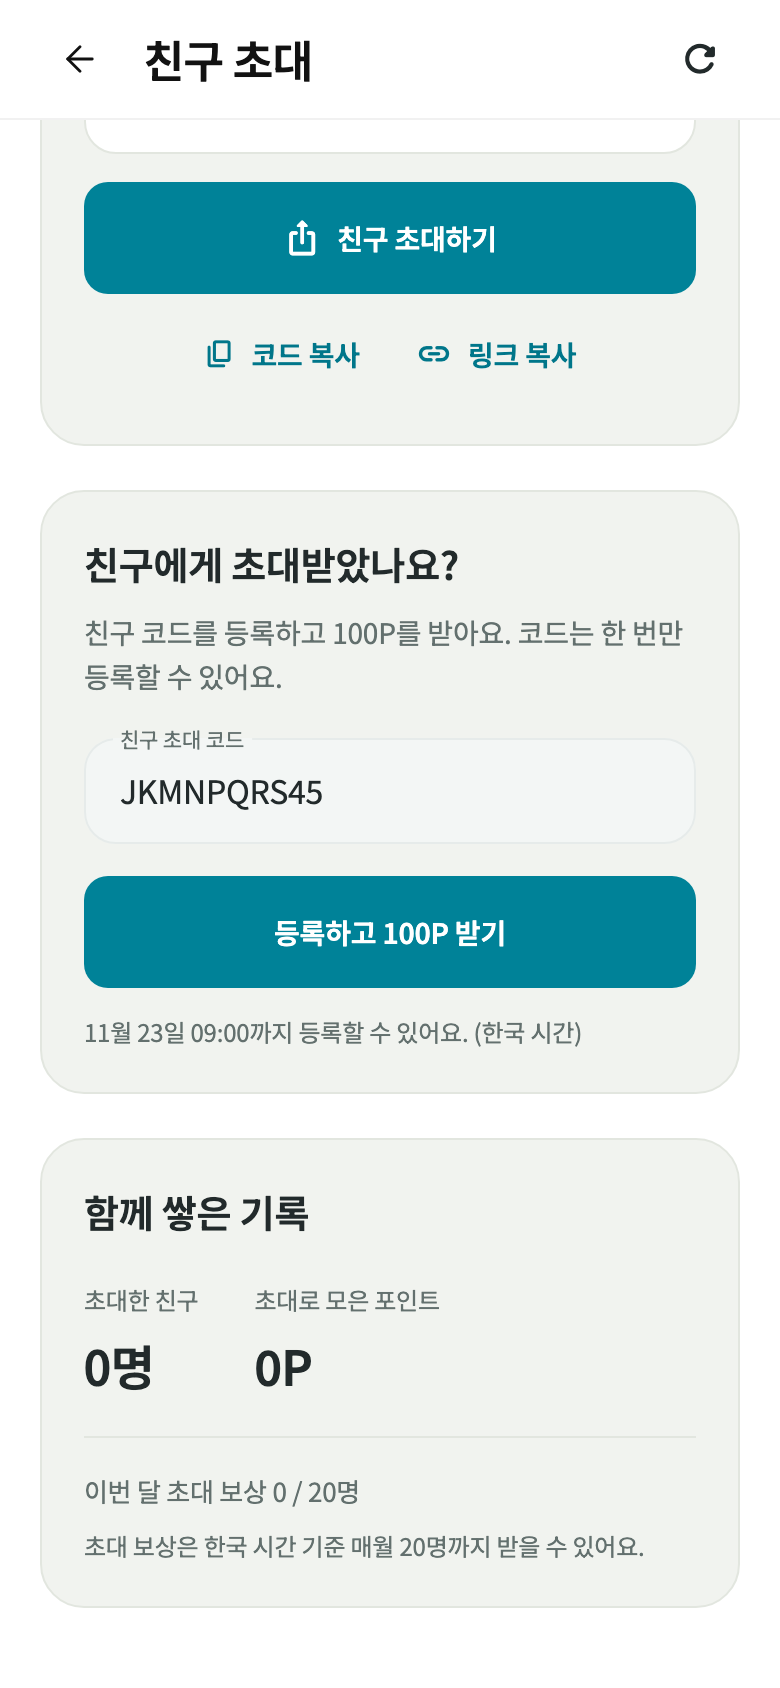 친구 초대
친구 초대하기
코드 복사
링크 복사
친구에게 초대받았나요?
친구 코드를 등록하고 100P를 받아요. 코드는 한 번만
등록할 수 있어요.
친구 초대 코드
JKMNPQRS45
등록하고 100P 받기
11월 23일 09:00까지 등록할 수 있어요. (한국 시간)
함께 쌓은 기록
초대한 친구
초대로 모은 포인트
0명
0P
이번 달 초대 보상 0 / 20명
초대 보상은 한국 시간 기준 매월 20명까지 받을 수 있어요.